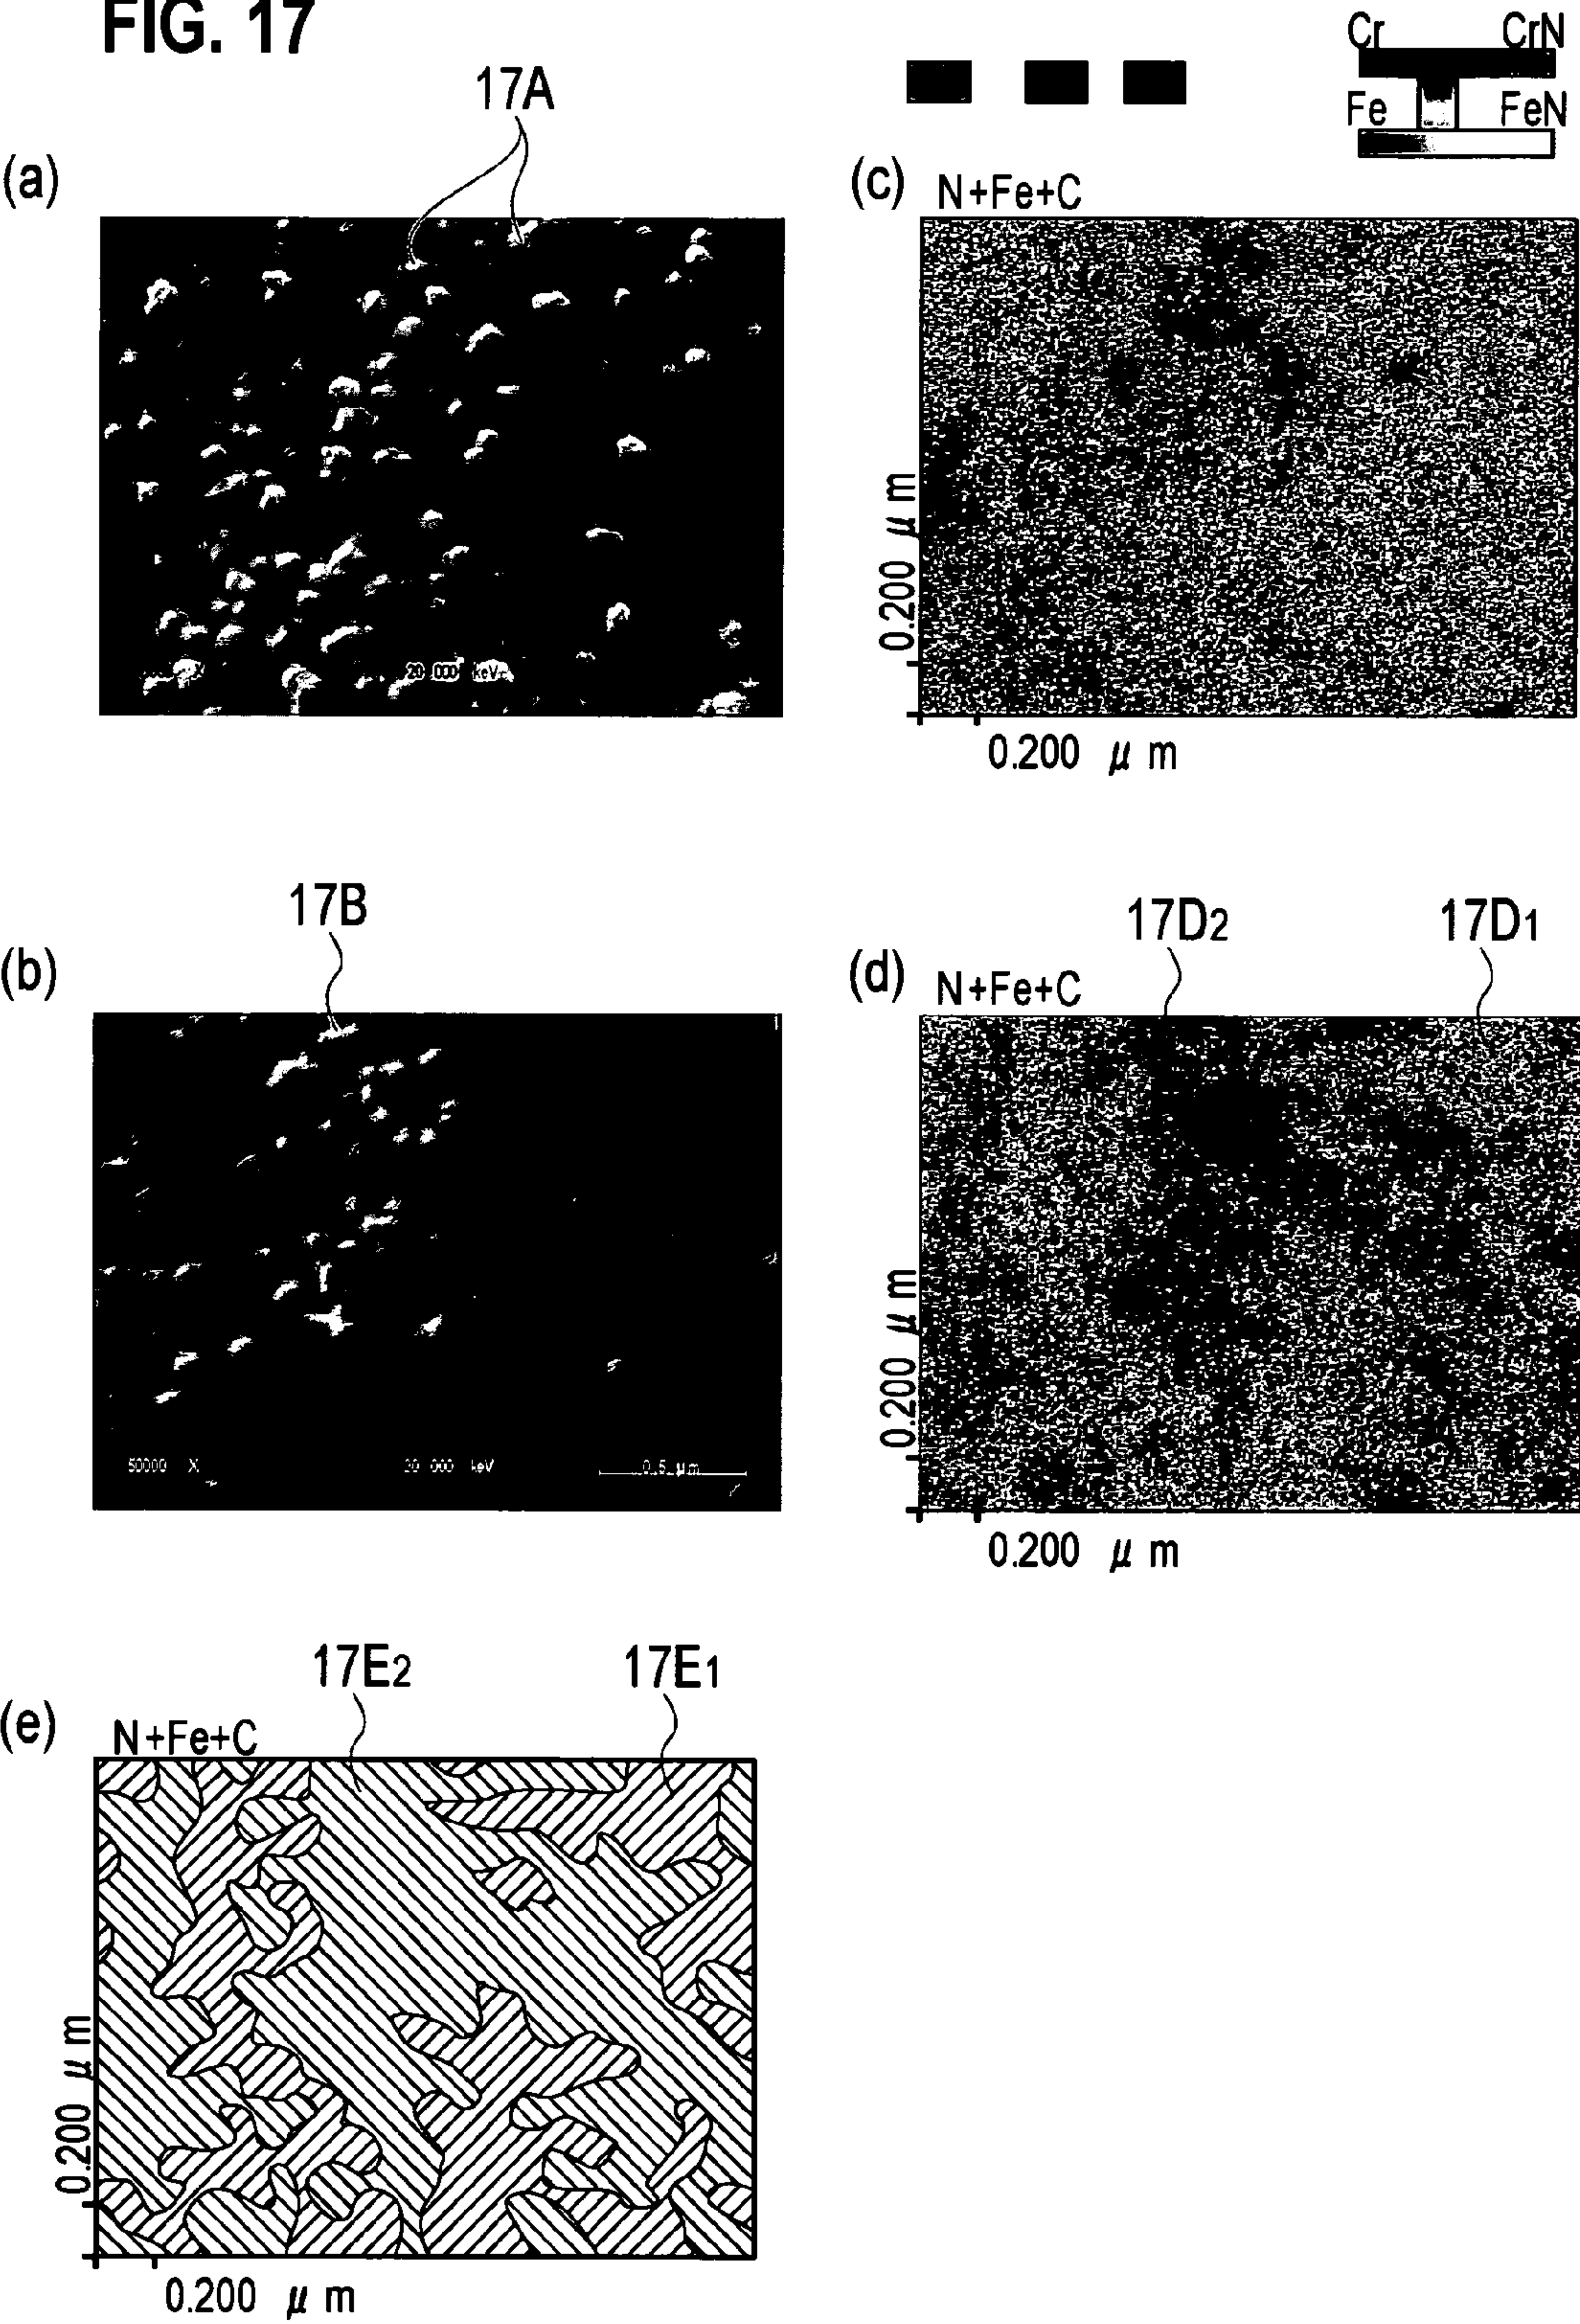 FIG. 17
Cr CrN
Fe FeN
17A
(a)
20 000 keV
(c) N+Fe+C
0.200 μm
0.200 μm
17B
(b)
50000 X 20 000 keV 0.5 μm
17D2 17D1
(d) N+Fe+C
0.200 μm
0.200 μm
17E2 17E1
(e) N+Fe+C
0.200 μm
0.200 μm